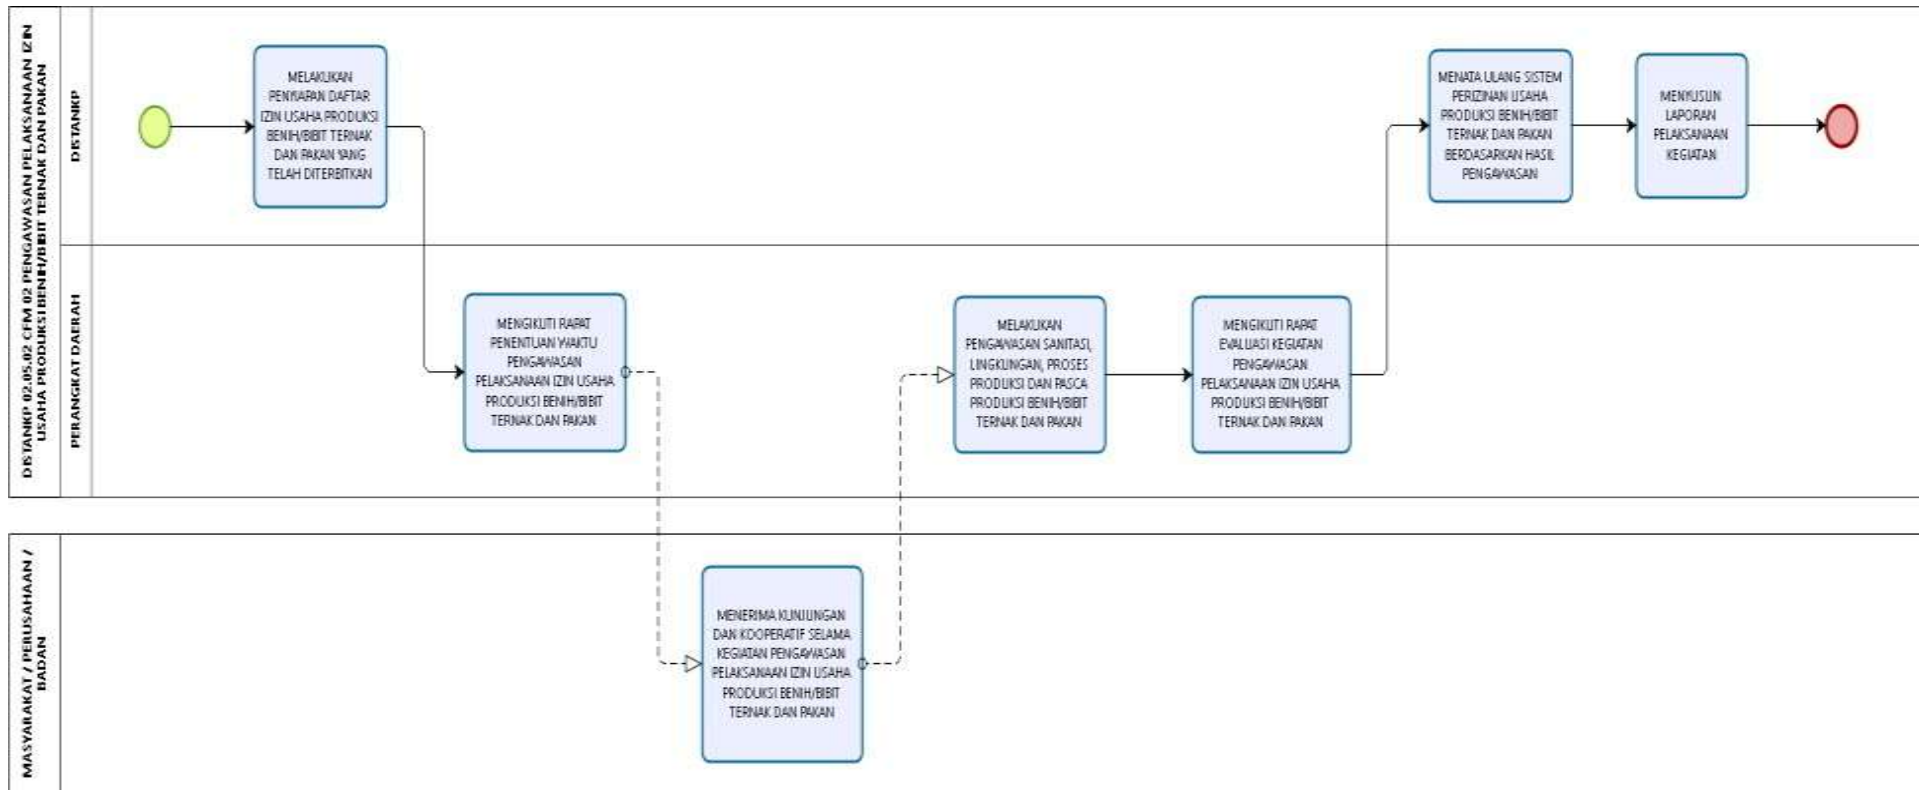 DISTANKP 02.05.02 CFM 02 PENGAWASAN PELAKSANAAN IZIN
USAHA PRODUKSI BENIH/BIBIT TERNAK DAN PAKAN
DISTANKP
MELAKUKAN
PENYIAPAN DAFTAR
IZIN USAHA PRODUKSI
BENIH/BIBIT TERNAK
DAN PAKAN YANG
TELAH DITERBITKAN
MENATA ULANG SISTEM
PERIZINAN USAHA
PRODUKSI BENIH/BIBIT
TERNAK DAN PAKAN
BERDASARKAN HASIL
PENGAWASAN
MENYUSUN
LAPORAN
PELAKSANAAN
KEGIATAN
PERANGKAT DAERAH
MENGIKUTI RAPAT
PENENTUAN WAKTU
PENGAWASAN
PELAKSANAAN IZIN USAHA
PRODUKSI BENIH/BIBIT
TERNAK DAN PAKAN
MELAKUKAN
PENGAWASAN SANITASI,
LINGKUNGAN, PROSES
PRODUKSI DAN PASCA
PRODUKSI BENIH/BIBIT
TERNAK DAN PAKAN
MENGIKUTI RAPAT
EVALUASI KEGIATAN
PENGAWASAN
PELAKSANAAN IZIN USAHA
PRODUKSI BENIH/BIBIT
TERNAK DAN PAKAN
MASYARAKAT / PERUSAHAAN /
BADAN
MENERIMA KUNJUNGAN
DAN KOOPERATIF SELAMA
KEGIATAN PENGAWASAN
PELAKSANAAN IZIN USAHA
PRODUKSI BENIH/BIBIT
TERNAK DAN PAKAN